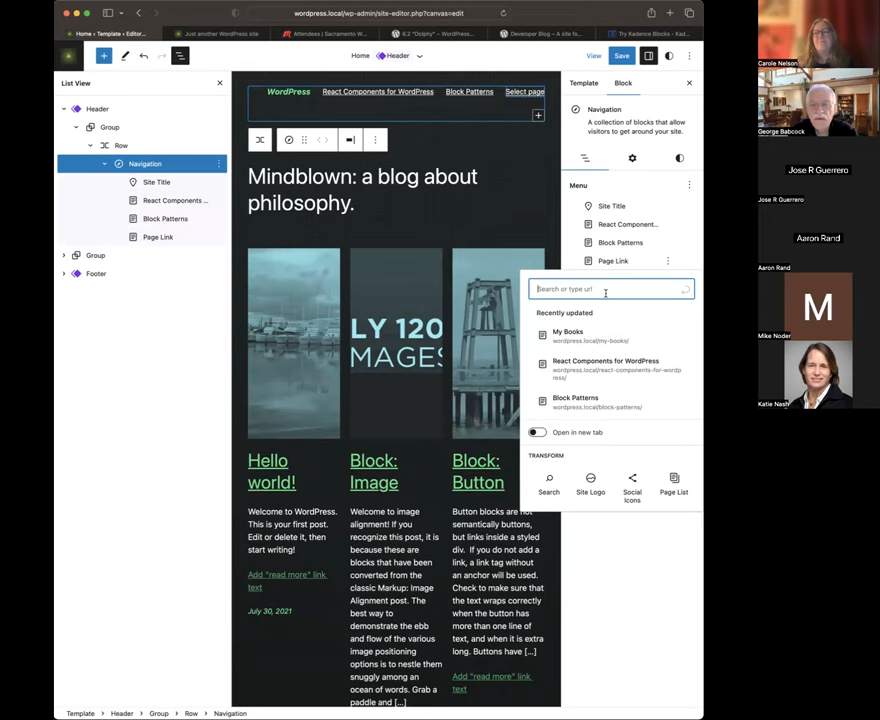 wordpress.local/wp-admin/site-editor.php?canvas=edit
Home ‹ Template ‹ Editor...
Just another WordPress site
Attendees | Sacramento W...
6.2 "Dolphy" – WordPress...
Developer Blog – A site fo...
Try Kadence Blocks - Kad...
Home
Header
View
Save
List View
Header
Group
Row
Navigation
Site Title
React Components ...
Block Patterns
Page Link
Group
Footer
WordPress
React Components for WordPress
Block Patterns
Select page
Mindblown: a blog about
philosophy.
LY 120
MAGES
Hello
world!
Welcome to WordPress.
This is your first post.
Edit or delete it, then
start writing!
Add "read more" link
text
July 30, 2021
Block:
Image
Welcome to image
alignment! If you
recognize this post, it is
because these are
blocks that have been
converted from the
classic Markup: Image
Alignment post. The
best way to
demonstrate the ebb
and flow of the various
image positioning
options is to nestle them
snuggly among an
ocean of words. Grab a
paddle and [...]
Block:
Button
Button blocks are not
semantically buttons,
but links inside a styled
div. If you do not add a
link, a link tag without
an anchor will be used.
Check to make sure that
the text wraps correctly
when the button has
more than one line of
text, and when it is extra
long. Buttons have [...]
Add "read more" link
text
Template
Block
Navigation
A collection of blocks that allow
visitors to get around your site.
Menu
Site Title
React Component...
Block Patterns
Page Link
Search or type url
Recently updated
My Books
wordpress.local/my-books/
React Components for WordPress
wordpress.local/react-components-for-wordp
ress/
Block Patterns
wordpress.local/block-patterns/
Open in new tab
TRANSFORM
Search
Site Logo
Social
Icons
Page List
Template
Header
Group
Row
Navigation
Carole Nelson
George Babcock
Jose R Guerrero
Jose R Guerrero
Aaron Rand
Aaron Rand
M
Mike Noder
Katie Nash